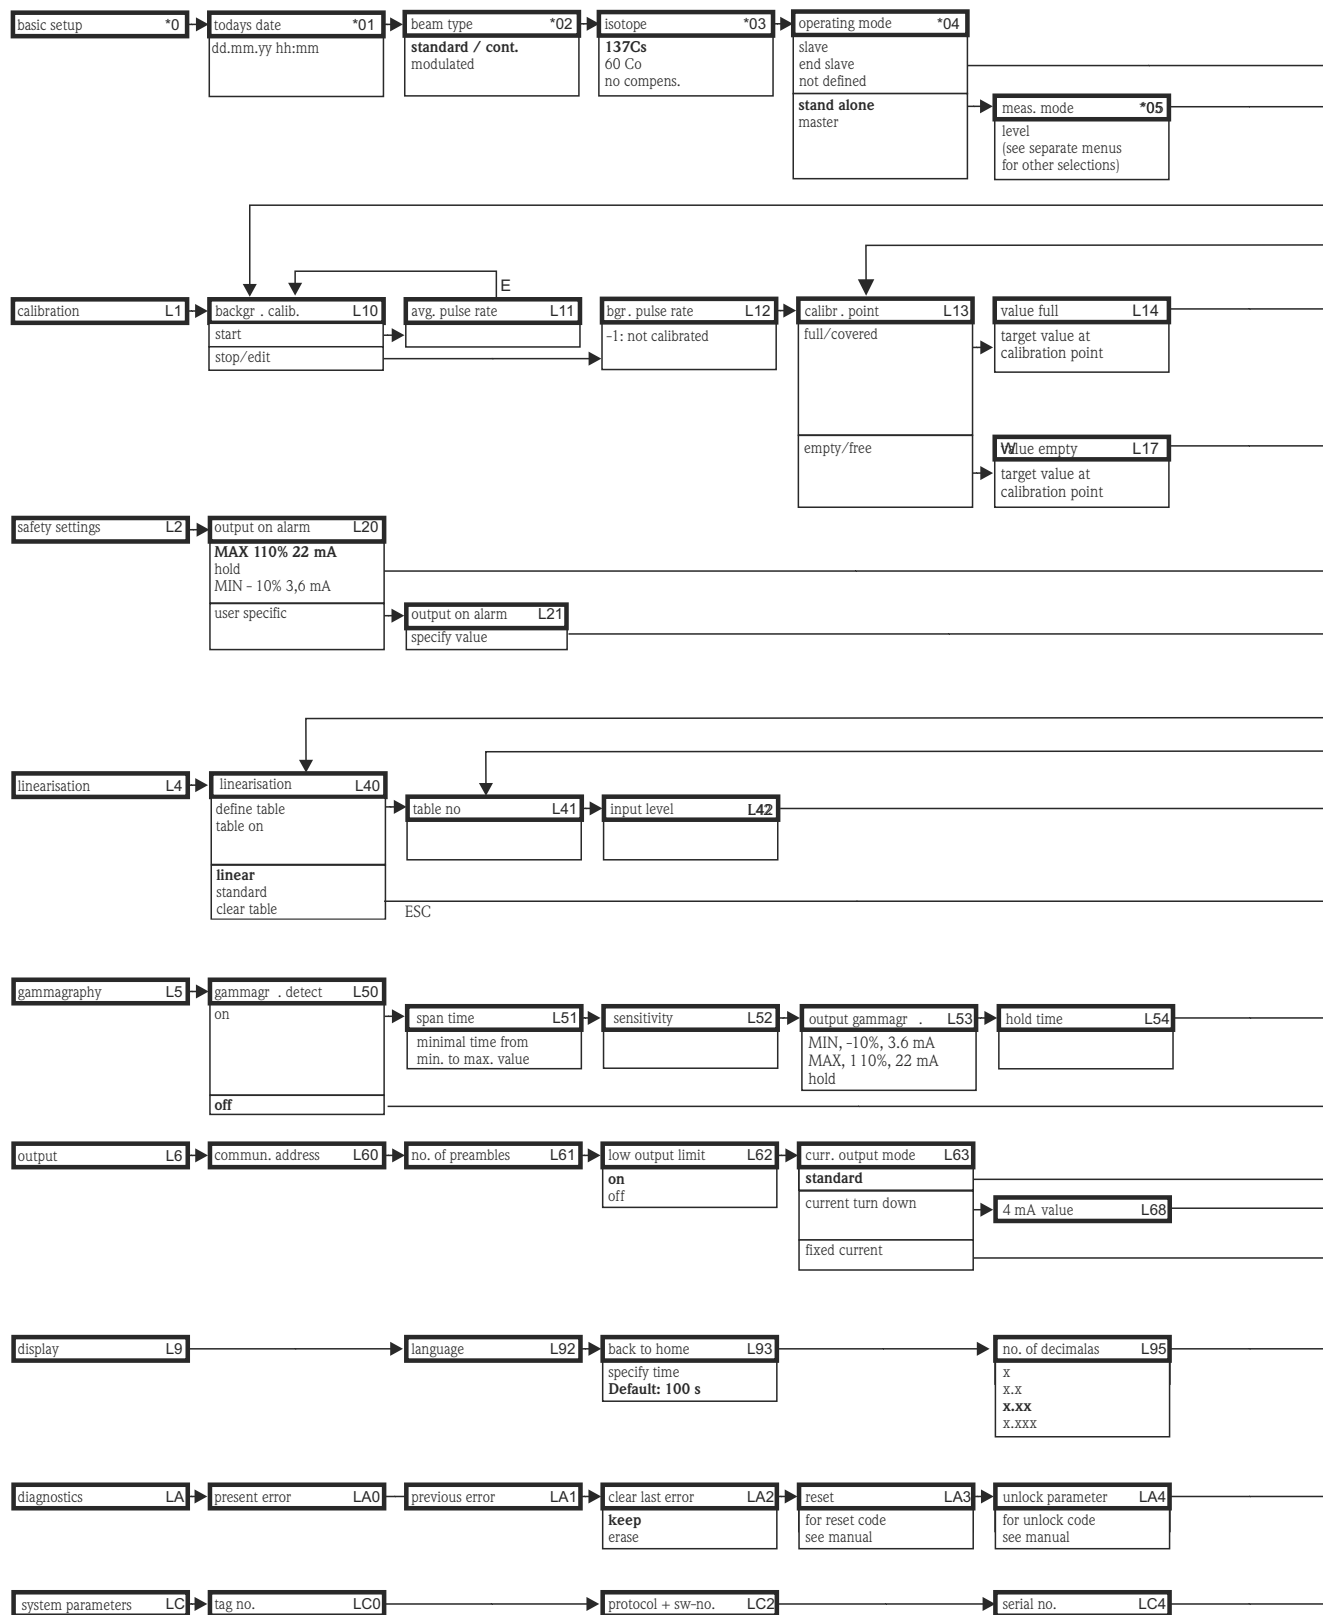 basic setup *0
todays date *01
beam type *02
isotope *03
operating mode *04
dd.mm.yy hh:mm
standard / cont.
modulated
137Cs
60 Co
no compens.
slave
end slave
not defined
stand alone
master
meas. mode *05
level
(see separate menus
for other selections)
E
calibration L1
backgr . calib. L10
avg. pulse rate L11
bgr. pulse rate L12
calibr . point L13
value full L14
start
stop/edit
-1: not calibrated
full/covered
target value at
calibration point
empty/free
value empty L17
target value at
calibration point
safety settings L2
output on alarm L20
MAX 110% 22 mA
hold
MIN - 10% 3,6 mA
user specific
output on alarm L21
specify value
linearisation L4
linearisation L40
define table
table on
table no L41
input level L42
linear
standard
clear table
ESC
gammagraphy L5
gammagr . detect L50
on
span time L51
minimal time from
min. to max. value
sensitivity L52
output gammagr . L53
MIN, -10%, 3.6 mA
MAX, 110%, 22 mA
hold
hold time L54
off
output L6
commun. address L60
no. of preambles L61
low output limit L62
on
off
curr. output mode L63
standard
current turn down
4 mA value L68
fixed current
display L9
language L92
back to home L93
specify time
Default: 100 s
no. of decimalas L95
x
x.x
x.xx
x.xxx
diagnostics LA
present error LA0
previous error LA1
clear last error LA2
keep
erase
reset LA3
for reset code
see manual
unlock parameter LA4
for unlock code
see manual
system parameters LC
tag no. LC0
protocol + sw-no. LC2
serial no. LC4